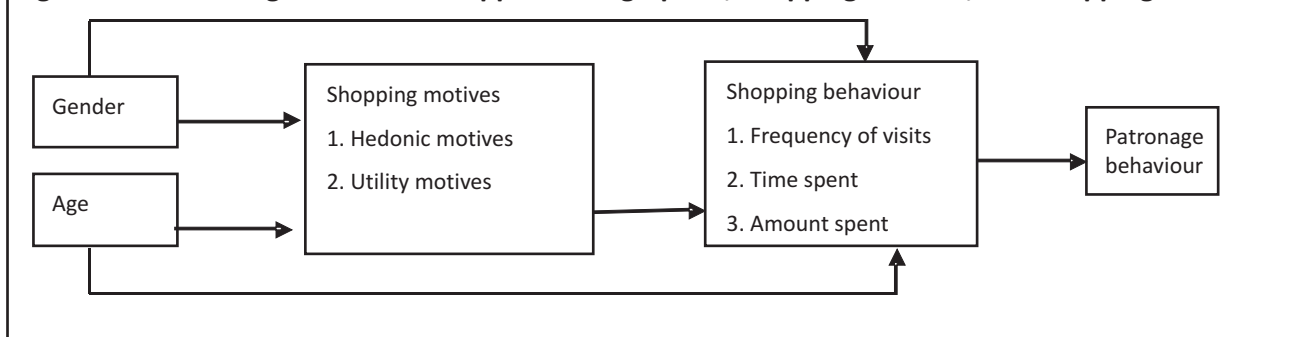 Gender
Age
Shopping motives
1. Hedonic motives
2. Utility motives
Shopping behaviour
1. Frequency of visits
2. Time spent
3. Amount spent
Patronage
behaviour